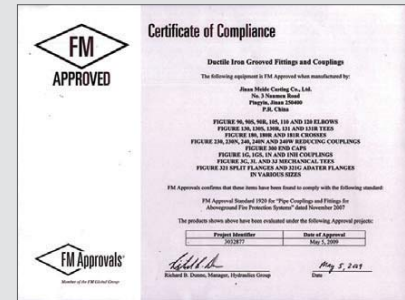 FM
APPROVED
Certificate of Compliance
Ductile Iron Grooved Fittings and Couplings
The following equipment is FM Approved when manufactured by:
Jinan Meide Casting Co., Ltd.
No. 3 Nanmen Road
Pingyin, Jinan 250400
P.R. China
FIGURE 90, 90S, 90R, 105, 110 AND 120 ELBOWS
FIGURE 130, 130S, 130R, 131 AND 131R TEES
FIGURE 180, 180R AND 181R CROSSES
FIGURE 230, 230N, 240, 240N AND 240W REDUCING COUPLINGS
FIGURE 300 END CAPS
FIGURE 1G, 1GS, 1N AND 1NH COUPLINGS
FIGURE 3G, 3L AND 3J MECHANICAL TEES
FIGURE 321 SPLIT FLANGES AND 321G ADATER FLANGES
IN VARIOUS SIZES
FM Approvals confirms that these items have been found to comply with the following standard:
FM Approval Standard 1920 for "Pipe Couplings and Fittings for
Aboveground Fire Protection Systems" dated November 2007
The products shown above have been evaluated under the following Approval projects:
Project Identifier Date of Approval
3032877 May 5, 2009
FM Approvals
Member of the FM Global Group
May 5, 2009
Richard B. Dunne, Manager, Hydraulics Group Date